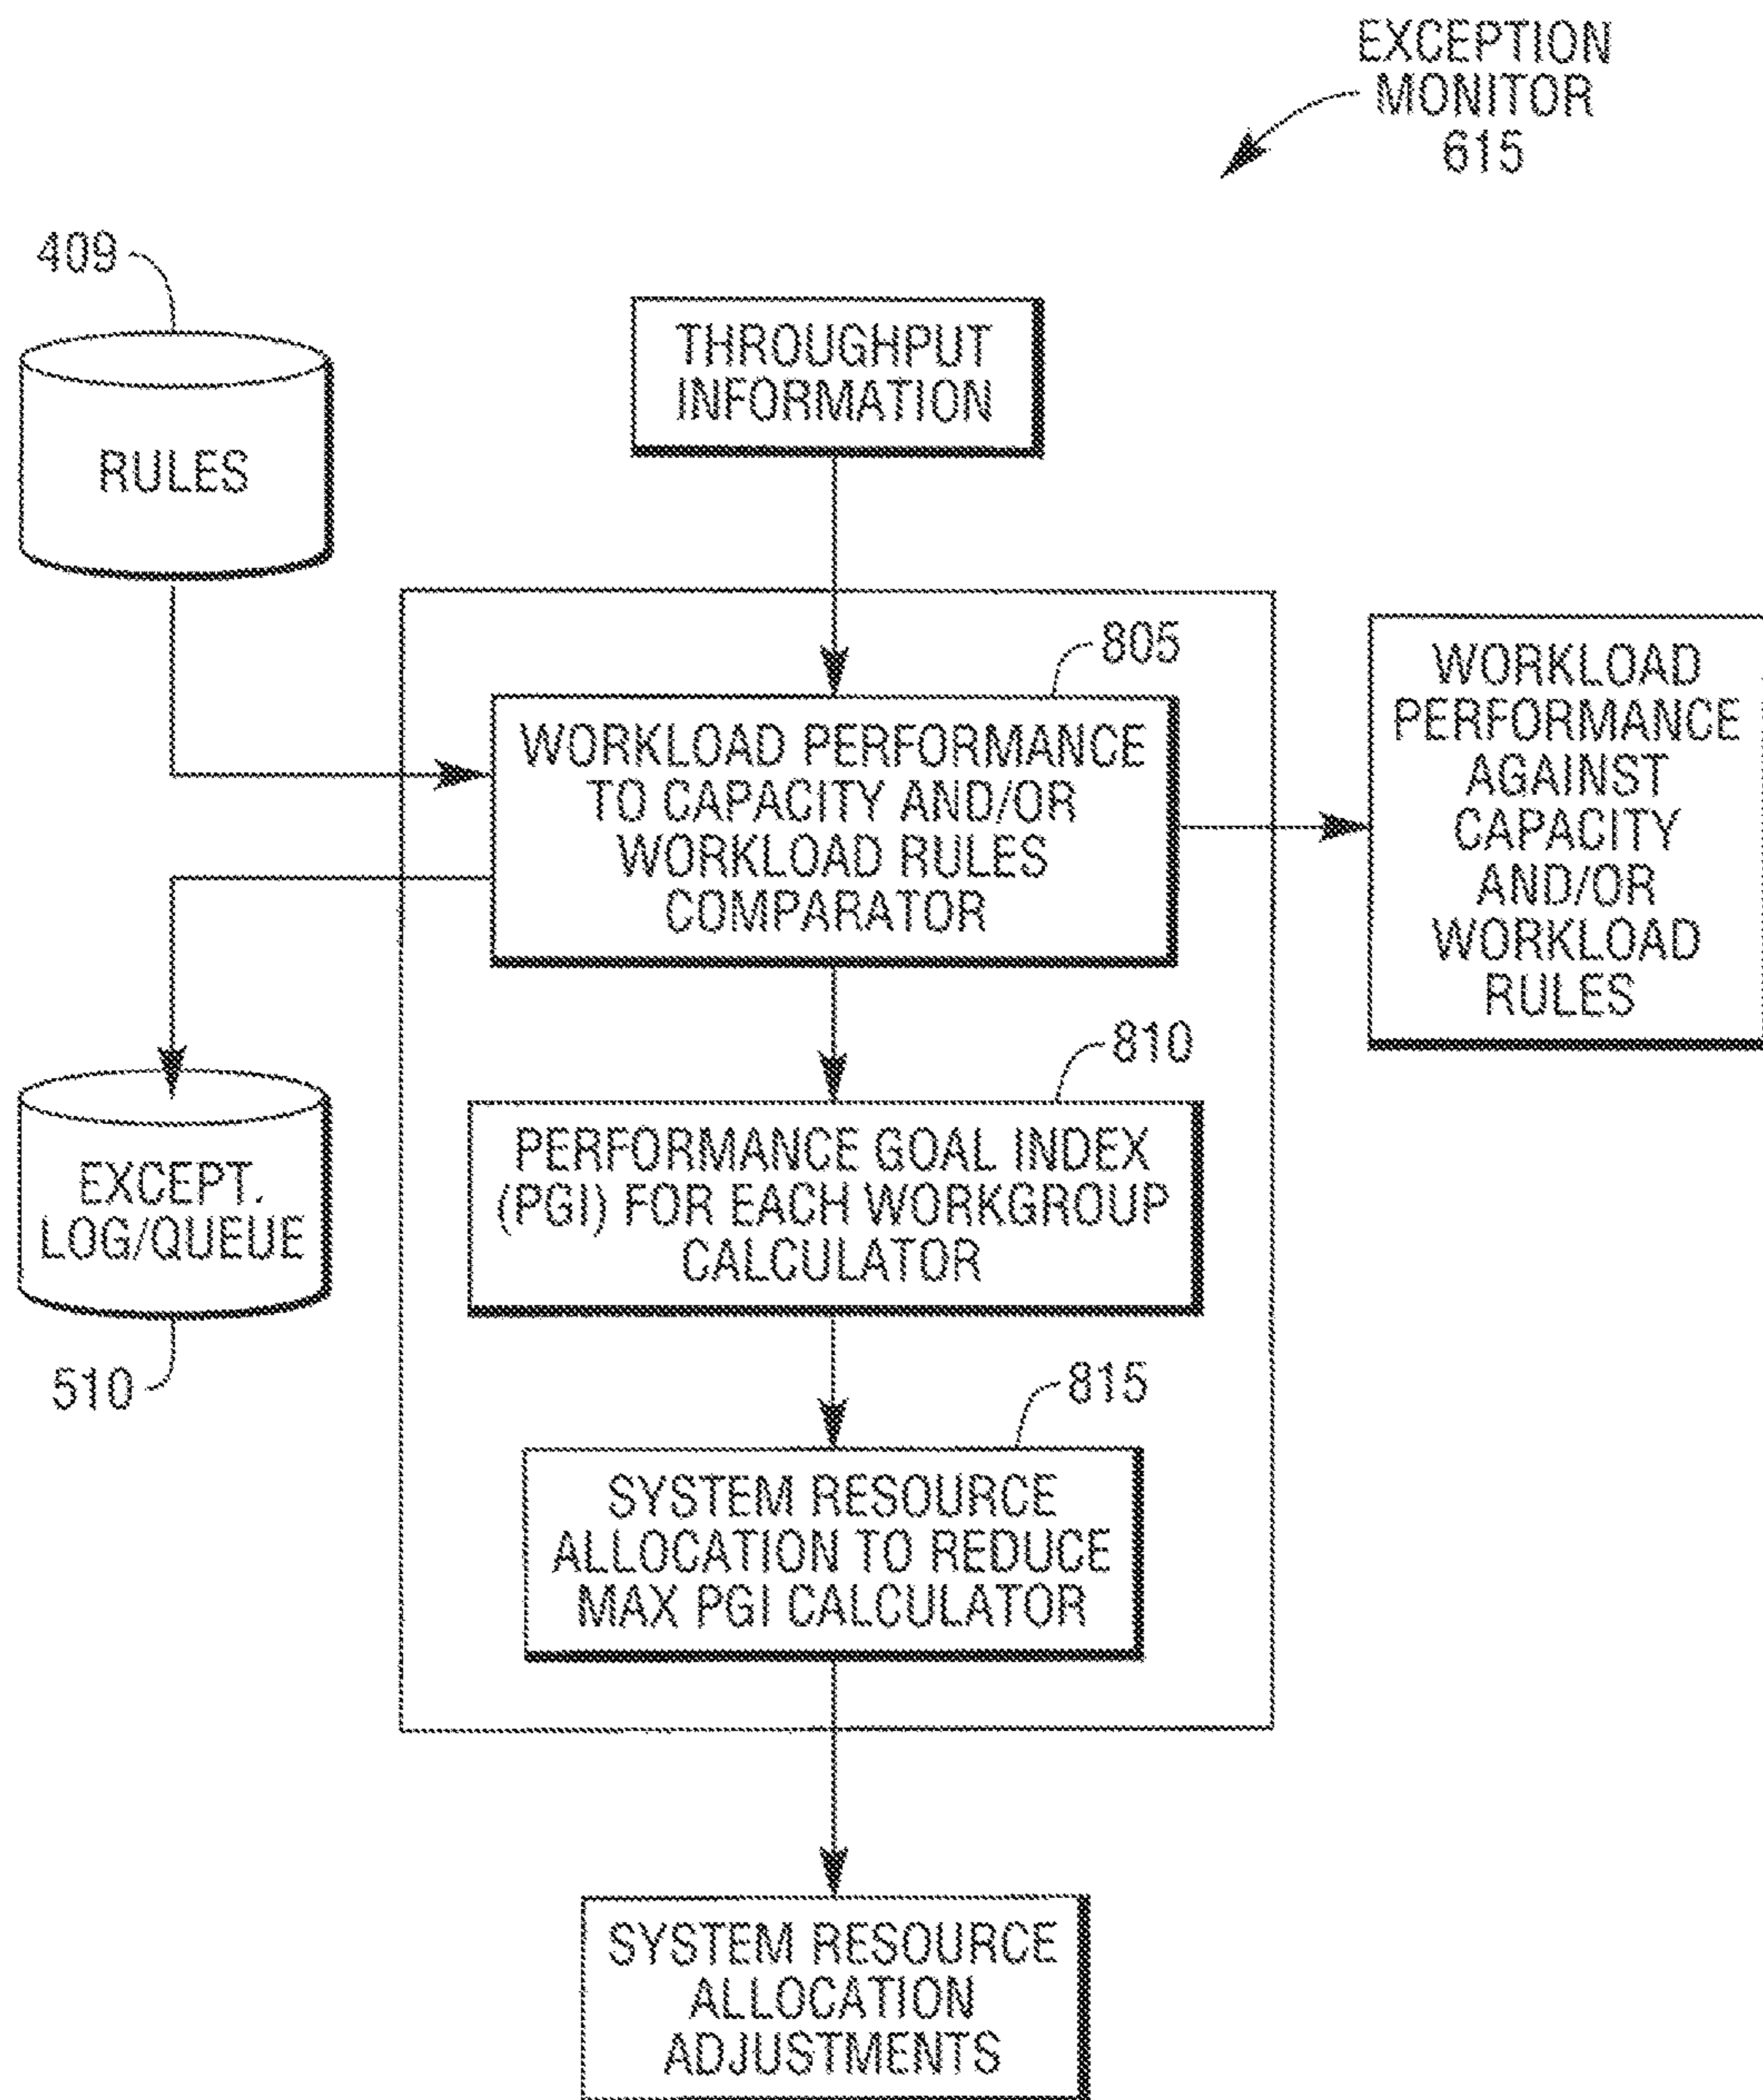 EXCEPTION
MONITOR
615
409
RULES
THROUGHPUT
INFORMATION
805
WORKLOAD PERFORMANCE
TO CAPACITY AND/OR
WORKLOAD RULES
COMPARATOR
WORKLOAD
PERFORMANCE
AGAINST
CAPACITY
AND/OR
WORKLOAD
RULES
810
PERFORMANCE GOAL INDEX
(PGI) FOR EACH WORKGROUP
CALCULATOR
EXCEPT.
LOG/QUEUE
510
815
SYSTEM RESOURCE
ALLOCATION TO REDUCE
MAX PGI CALCULATOR
SYSTEM RESOURCE
ALLOCATION
ADJUSTMENTS